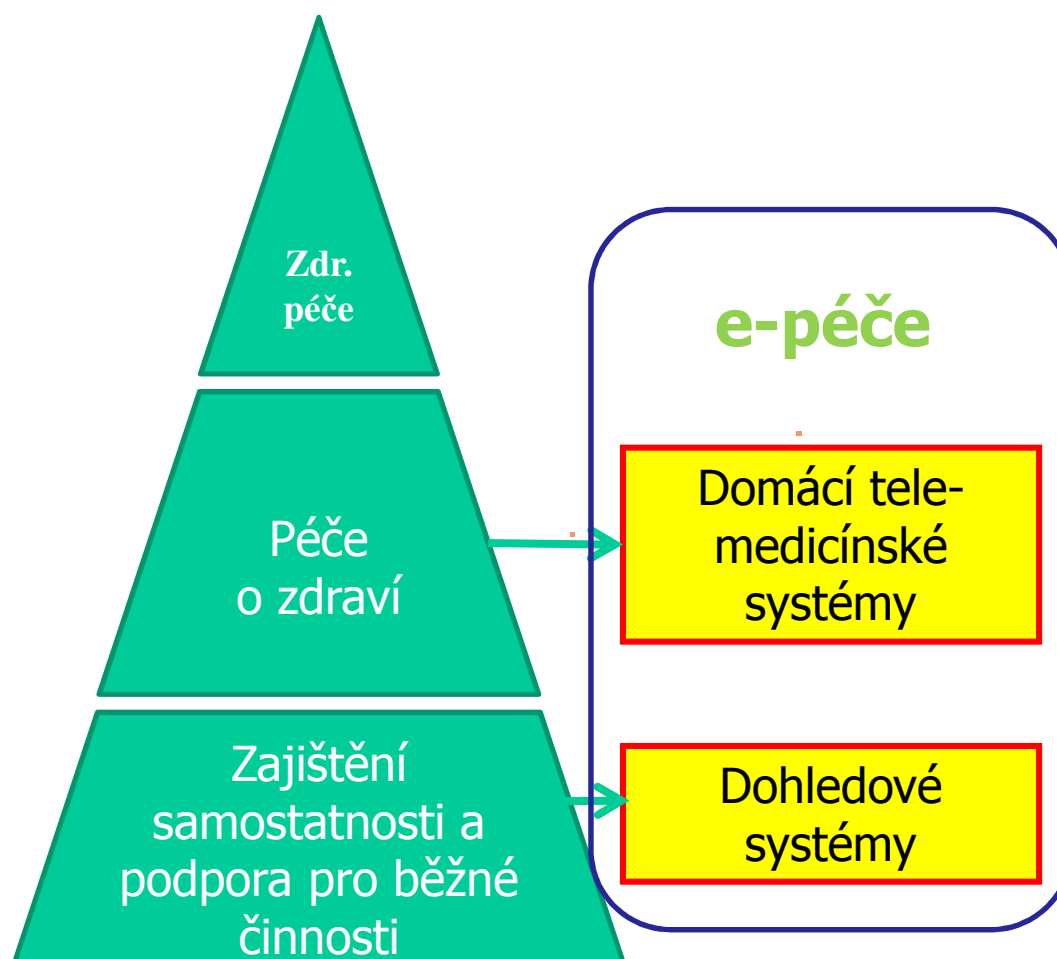 Zdr.
péče
Péče
o zdraví
Zajištění
samostatnosti a
podpora pro běžné
činnosti
e-péče
Domácí tele-
medicínské
systémy
Dohledové
systémy